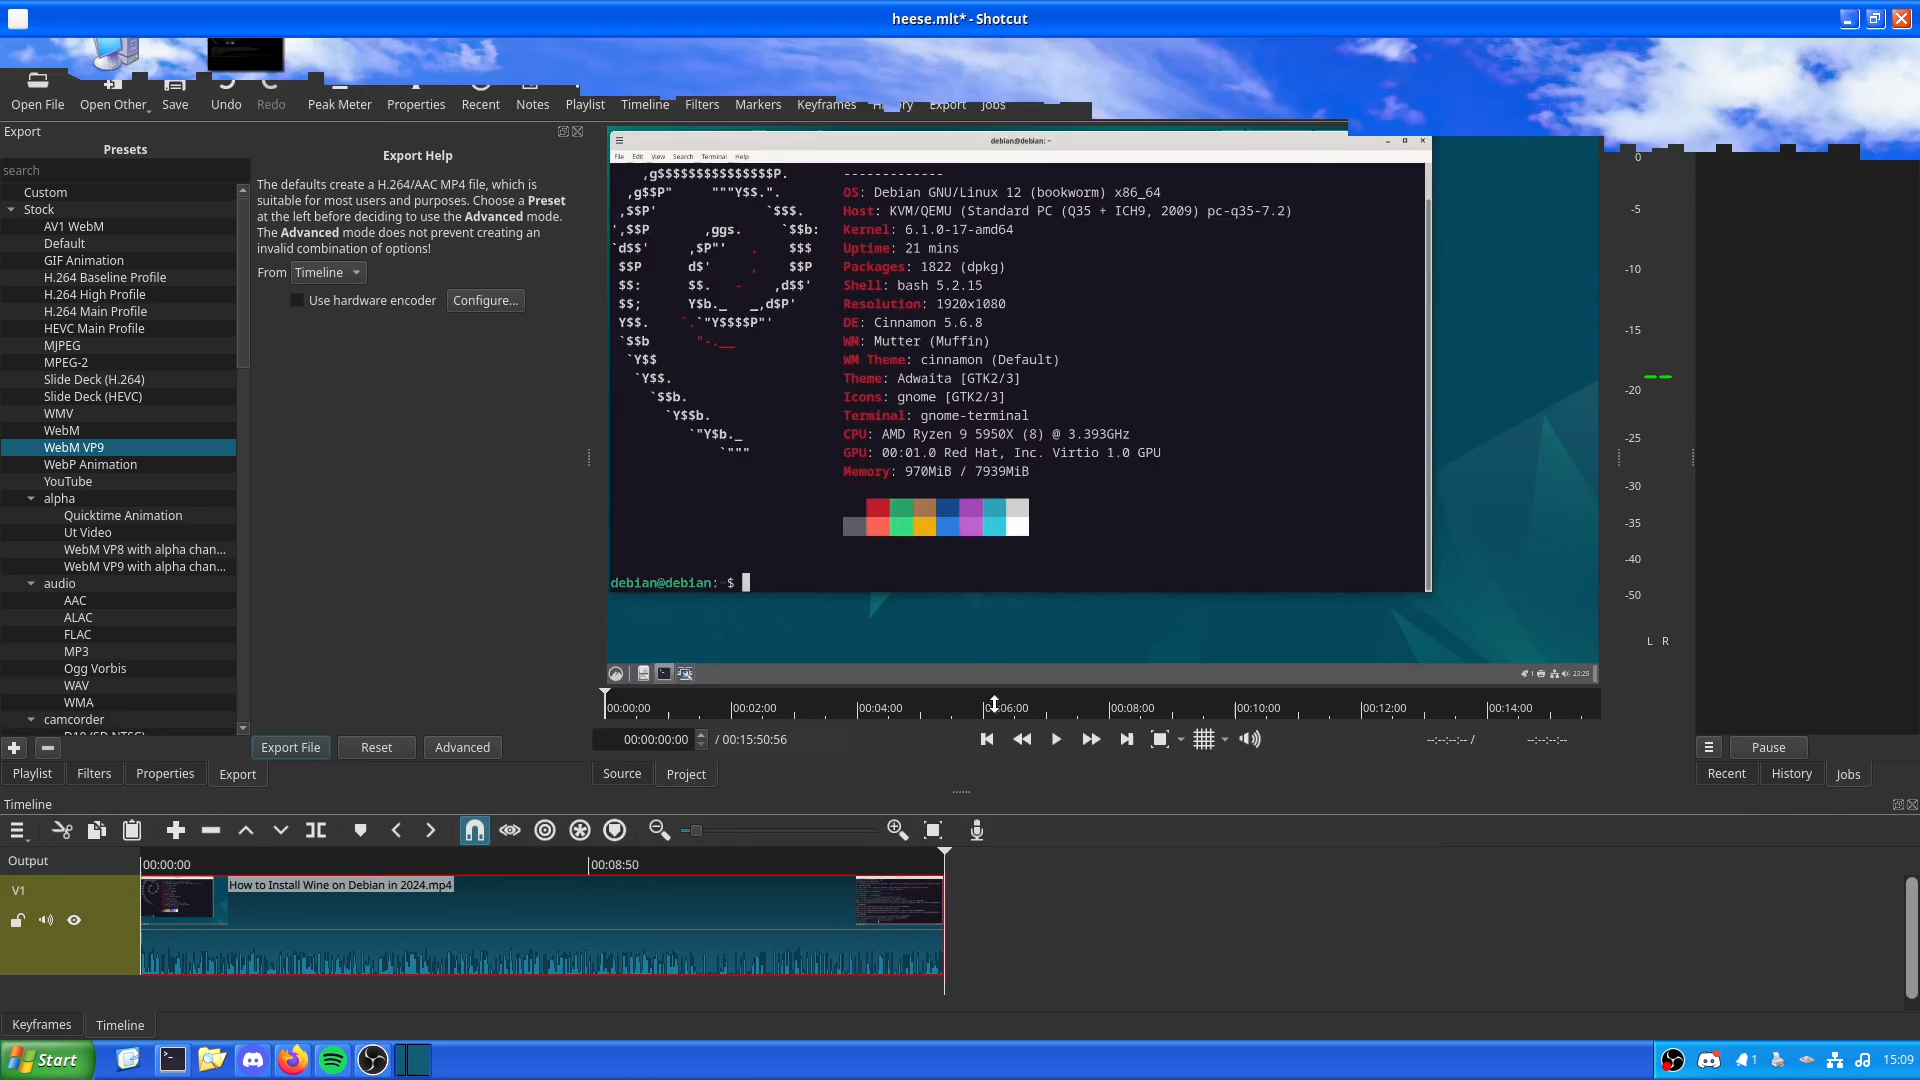 heese.mlt* - Shotcut
Open File
Open Other
Save
Undo
Redo
Peak Meter
Properties
Recent
Notes
Playlist
Timeline
Filters
Markers
Keyframes
Export
Jobs
Export
Presets
search
Custom
Stock
AV1 WebM
Default
GIF Animation
H.264 Baseline Profile
H.264 High Profile
H.264 Main Profile
HEVC Main Profile
MJPEG
MPEG-2
Slide Deck (H.264)
Slide Deck (HEVC)
WMV
WebM
WebM VP9
WebP Animation
YouTube
alpha
Quicktime Animation
Ut Video
WebM VP8 with alpha chan...
WebM VP9 with alpha chan...
audio
AAC
ALAC
FLAC
MP3
Ogg Vorbis
WAV
WMA
camcorder
Export Help
The defaults create a H.264/AAC MP4 file, which is
suitable for most users and purposes. Choose a Preset
at the left before deciding to use the Advanced mode.
The Advanced mode does not prevent creating an
invalid combination of options!
From Timeline
Use hardware encoder Configure...
Export File
Reset
Advanced
Playlist
Filters
Properties
Export
debian@debian: ~
File Edit View Search Terminal Help
-------------
OS: Debian GNU/Linux 12 (bookworm) x86_64
Host: KVM/QEMU (Standard PC (Q35 + ICH9, 2009) pc-q35-7.2)
Kernel: 6.1.0-17-amd64
Uptime: 21 mins
Packages: 1822 (dpkg)
Shell: bash 5.2.15
Resolution: 1920x1080
DE: Cinnamon 5.6.8
WM: Mutter (Muffin)
WM Theme: cinnamon (Default)
Theme: Adwaita [GTK2/3]
Icons: gnome [GTK2/3]
Terminal: gnome-terminal
CPU: AMD Ryzen 9 5950X (8) @ 3.393GHz
GPU: 00:01.0 Red Hat, Inc. Virtio 1.0 GPU
Memory: 970MiB / 7939MiB
debian@debian:~$
1
23:25
00:00:00
00:02:00
00:04:00
00:06:00
00:08:00
00:10:00
00:12:00
00:14:00
00:00:00:00 / 00:15:50:56
--:--:--:-- / --:--:--:--
Source
Project
0
-5
-10
-15
-20
-25
-30
-35
-40
-50
L R
Pause
Recent
History
Jobs
Timeline
Output
00:00:00
00:08:50
V1
How to Install Wine on Debian in 2024.mp4
Keyframes
Timeline
Start
1
15:09